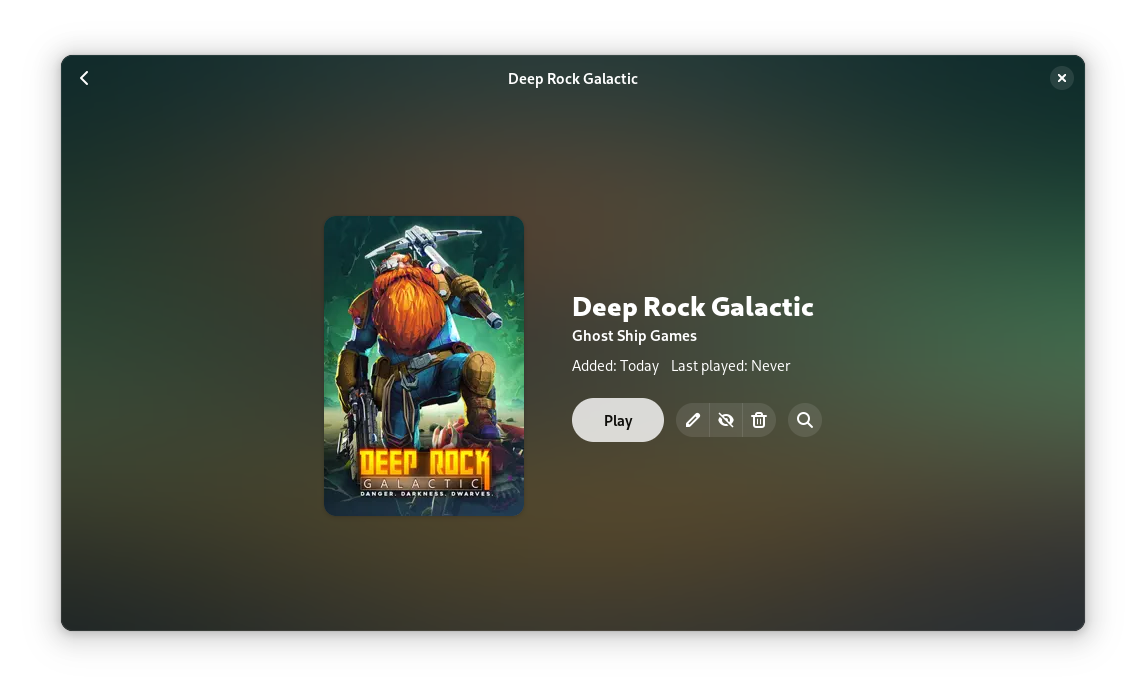 Deep Rock Galactic
DEEP ROCK
GALACTIC
DANGER. DARKNESS. DWARVES.
Deep Rock Galactic
Ghost Ship Games
Added: Today Last played: Never
Play